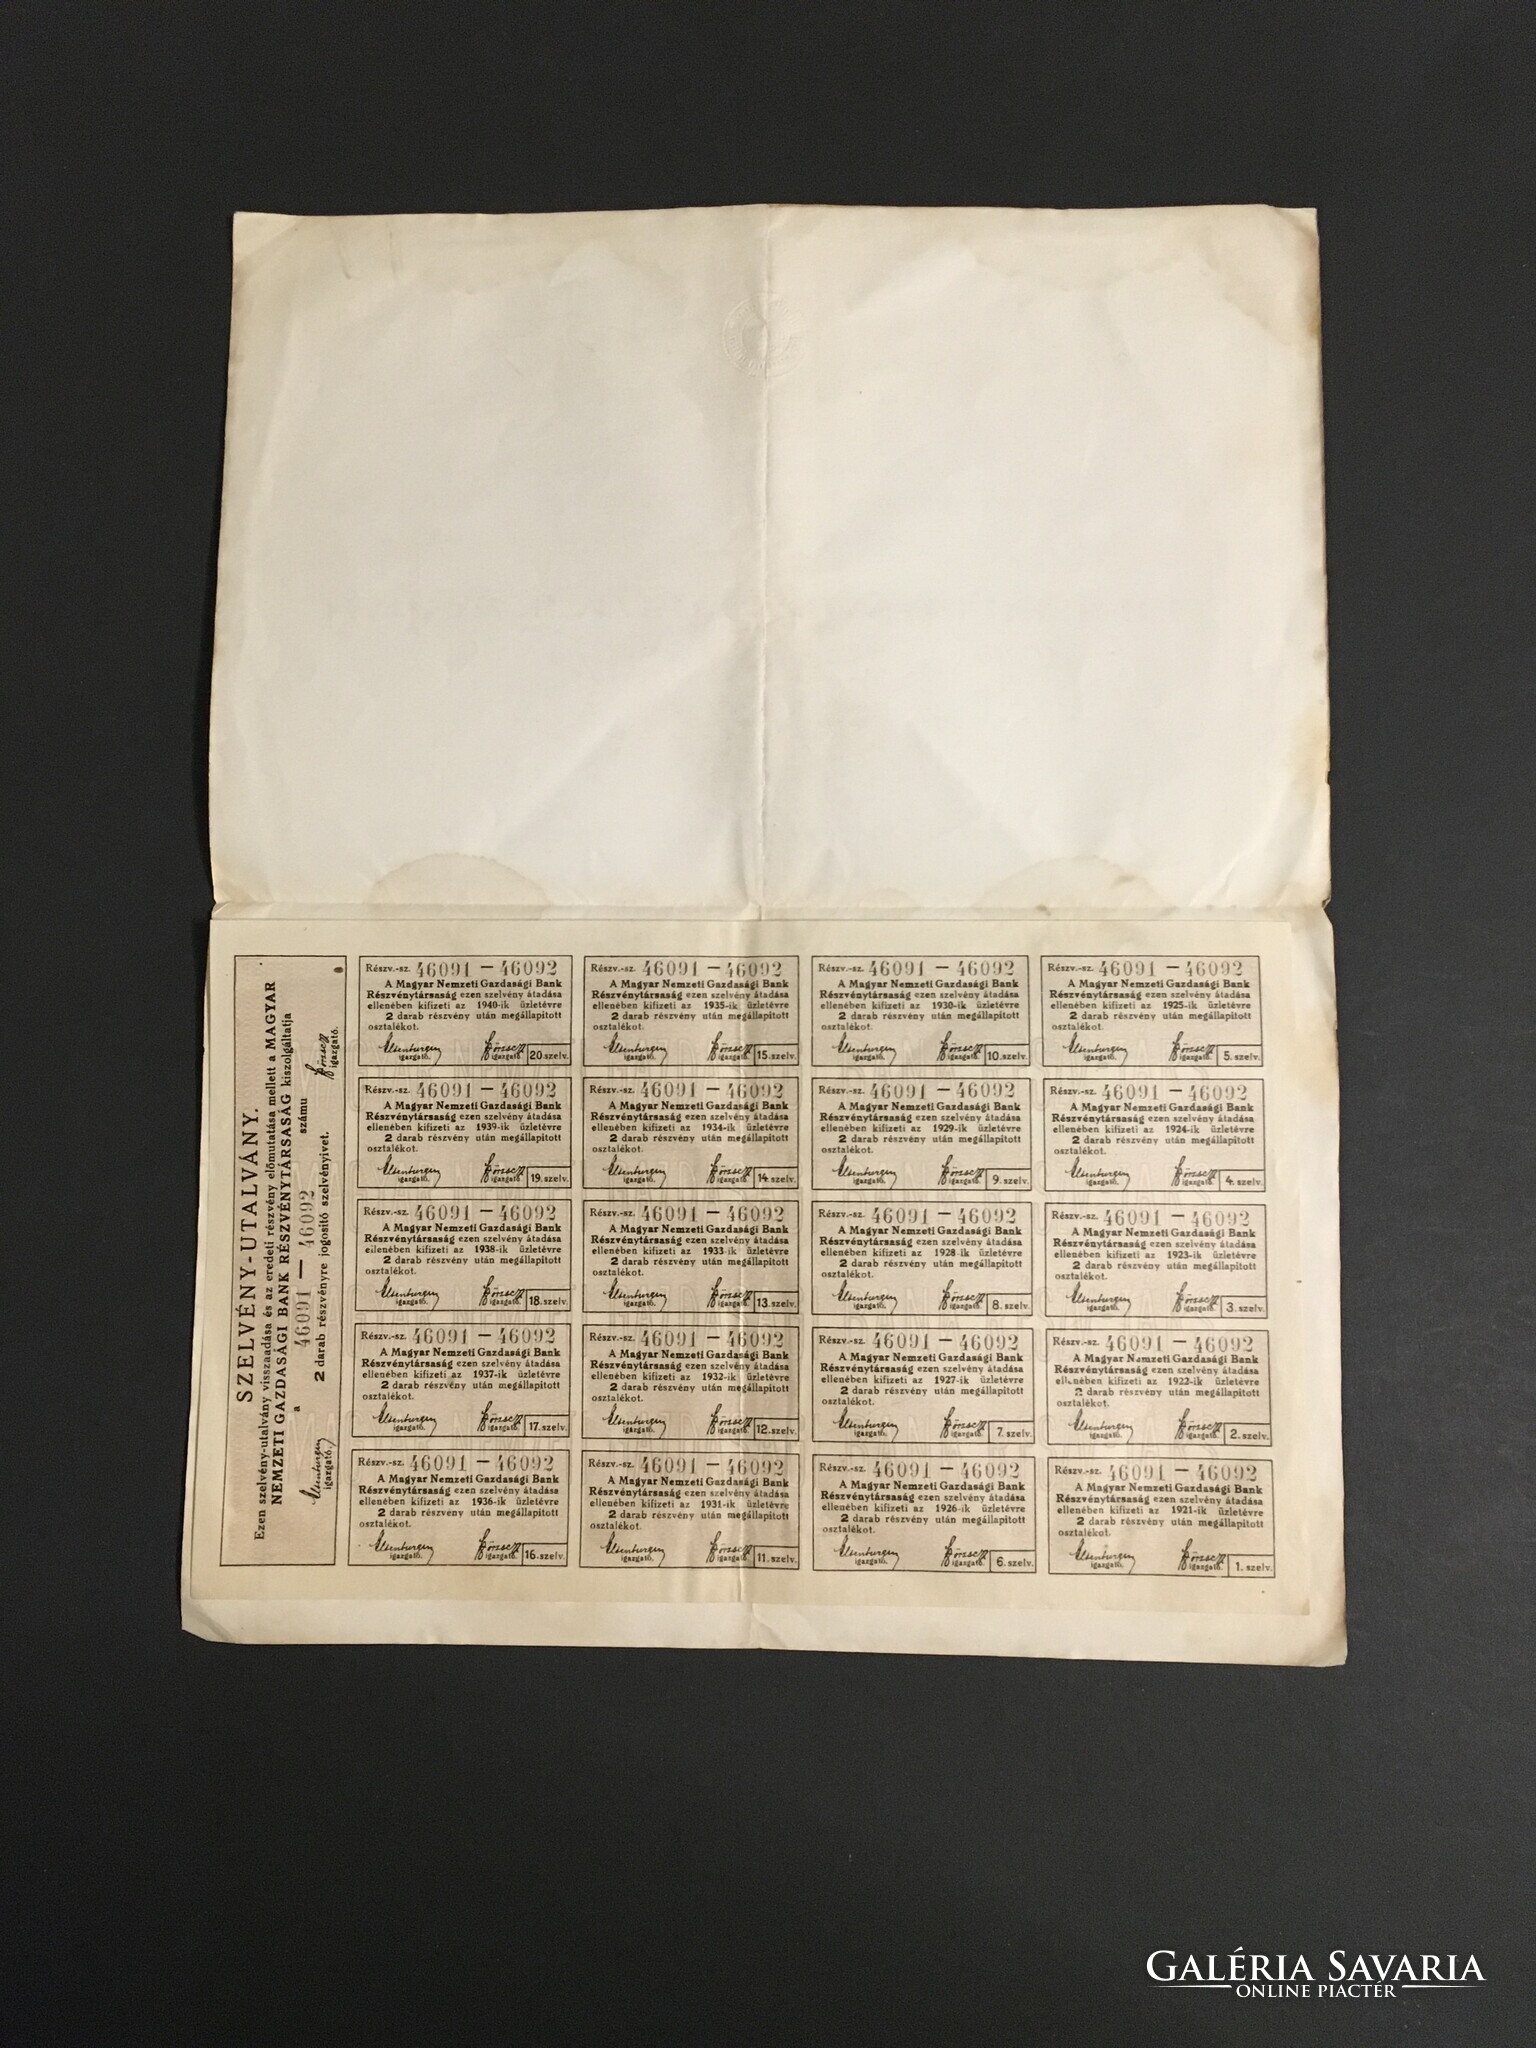 SZELVÉNY-UTALVÁNY.
Ezen szelvény-utalvány visszaadása és az eredeti részvény előmutatása mellett a MAGYAR
NEMZETI GAZDASÁGI BANK RÉSZVÉNYTÁRSASÁG kiszolgáltatja
a 46091 — 46092 számu
2 darab részvényre jogositó szelvényivet.
igazgató. igazgató.
Részv.-sz. 46091 — 46092
A Magyar Nemzeti Gazdasági Bank
Részvénytársaság ezen szelvény átadása
ellenében kifizeti az 1940-ik üzletévre
2 darab részvény után megállapitott
osztalékot.
igazgató. igazgató. 20. szelv.
Részv.-sz. 46091 — 46092
A Magyar Nemzeti Gazdasági Bank
Részvénytársaság ezen szelvény átadása
ellenében kifizeti az 1935-ik üzletévre
2 darab részvény után megállapitott
osztalékot.
igazgató. igazgató. 15. szelv.
Részv.-sz. 46091 — 46092
A Magyar Nemzeti Gazdasági Bank
Részvénytársaság ezen szelvény átadása
ellenében kifizeti az 1930-ik üzletévre
2 darab részvény után megállapitott
osztalékot.
igazgató. igazgató. 10. szelv.
Részv.-sz. 46091 — 46092
A Magyar Nemzeti Gazdasági Bank
Részvénytársaság ezen szelvény átadása
ellenében kifizeti az 1925-ik üzletévre
2 darab részvény után megállapitott
osztalékot.
igazgató. igazgató. 5. szelv.
Részv.-sz. 46091 — 46092
A Magyar Nemzeti Gazdasági Bank
Részvénytársaság ezen szelvény átadása
ellenében kifizeti az 1939-ik üzletévre
2 darab részvény után megállapitott
osztalékot.
igazgató. igazgató. 19. szelv.
Részv.-sz. 46091 — 46092
A Magyar Nemzeti Gazdasági Bank
Részvénytársaság ezen szelvény átadása
ellenében kifizeti az 1934-ik üzletévre
2 darab részvény után megállapitott
osztalékot.
igazgató. igazgató. 14. szelv.
Részv.-sz. 46091 — 46092
A Magyar Nemzeti Gazdasági Bank
Részvénytársaság ezen szelvény átadása
ellenében kifizeti az 1929-ik üzletévre
2 darab részvény után megállapitott
osztalékot.
igazgató. igazgató. 9. szelv.
Részv.-sz. 46091 — 46092
A Magyar Nemzeti Gazdasági Bank
Részvénytársaság ezen szelvény átadása
ellenében kifizeti az 1924-ik üzletévre
2 darab részvény után megállapitott
osztalékot.
igazgató. igazgató. 4. szelv.
Részv.-sz. 46091 — 46092
A Magyar Nemzeti Gazdasági Bank
Részvénytársaság ezen szelvény átadása
ellenében kifizeti az 1938-ik üzletévre
2 darab részvény után megállapitott
osztalékot.
igazgató. igazgató. 18. szelv.
Részv.-sz. 46091 — 46092
A Magyar Nemzeti Gazdasági Bank
Részvénytársaság ezen szelvény átadása
ellenében kifizeti az 1933-ik üzletévre
2 darab részvény után megállapitott
osztalékot.
igazgató. igazgató. 13. szelv.
Részv.-sz. 46091 — 46092
A Magyar Nemzeti Gazdasági Bank
Részvénytársaság ezen szelvény átadása
ellenében kifizeti az 1928-ik üzletévre
2 darab részvény után megállapitott
osztalékot.
igazgató. igazgató. 8. szelv.
Részv.-sz. 46091 — 46092
A Magyar Nemzeti Gazdasági Bank
Részvénytársaság ezen szelvény átadása
ellenében kifizeti az 1923-ik üzletévre
2 darab részvény után megállapitott
osztalékot.
igazgató. igazgató. 3. szelv.
Részv.-sz. 46091 — 46092
A Magyar Nemzeti Gazdasági Bank
Részvénytársaság ezen szelvény átadása
ellenében kifizeti az 1937-ik üzletévre
2 darab részvény után megállapitott
osztalékot.
igazgató. igazgató. 17. szelv.
Részv.-sz. 46091 — 46092
A Magyar Nemzeti Gazdasági Bank
Részvénytársaság ezen szelvény átadása
ellenében kifizeti az 1932-ik üzletévre
2 darab részvény után megállapitott
osztalékot.
igazgató. igazgató. 12. szelv.
Részv.-sz. 46091 — 46092
A Magyar Nemzeti Gazdasági Bank
Részvénytársaság ezen szelvény átadása
ellenében kifizeti az 1927-ik üzletévre
2 darab részvény után megállapitott
osztalékot.
igazgató. igazgató. 7. szelv.
Részv.-sz. 46091 — 46092
A Magyar Nemzeti Gazdasági Bank
Részvénytársaság ezen szelvény átadása
ellenében kifizeti az 1922-ik üzletévre
2 darab részvény után megállapitott
osztalékot.
igazgató. igazgató. 2. szelv.
Részv.-sz. 46091 — 46092
A Magyar Nemzeti Gazdasági Bank
Részvénytársaság ezen szelvény átadása
ellenében kifizeti az 1936-ik üzletévre
2 darab részvény után megállapitott
osztalékot.
igazgató. igazgató. 16. szelv.
Részv.-sz. 46091 — 46092
A Magyar Nemzeti Gazdasági Bank
Részvénytársaság ezen szelvény átadása
ellenében kifizeti az 1931-ik üzletévre
2 darab részvény után megállapitott
osztalékot.
igazgató. igazgató. 11. szelv.
Részv.-sz. 46091 — 46092
A Magyar Nemzeti Gazdasági Bank
Részvénytársaság ezen szelvény átadása
ellenében kifizeti az 1926-ik üzletévre
2 darab részvény után megállapitott
osztalékot.
igazgató. igazgató. 6. szelv.
Részv.-sz. 46091 — 46092
A Magyar Nemzeti Gazdasági Bank
Részvénytársaság ezen szelvény átadása
ellenében kifizeti az 1921-ik üzletévre
2 darab részvény után megállapitott
osztalékot.
igazgató. igazgató. 1. szelv.
GALÉRIA SAVARIA
ONLINE PIACTÉR